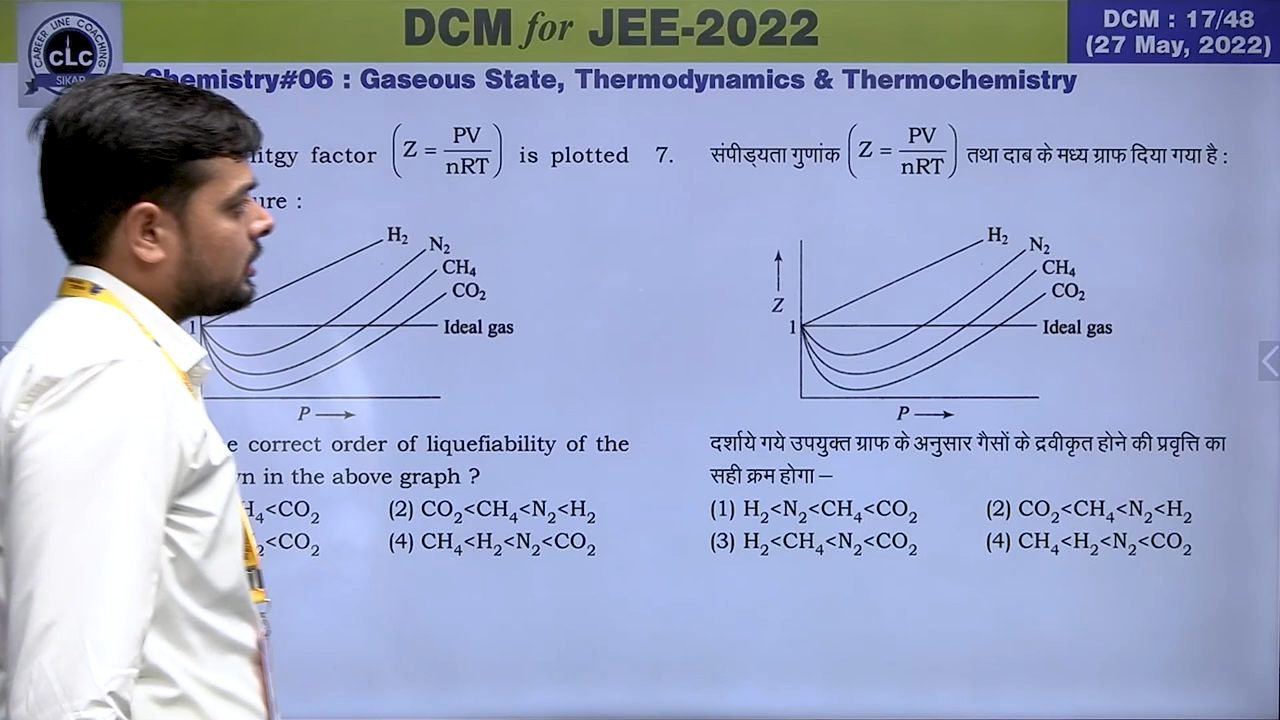 DCM for JEE-2022
DCM : 17/48
(27 May, 2022)
CAREER LINE COACHING
CLC
SIKAR
Chemistry#06 : Gaseous State, Thermodynamics & Thermochemistry
factor (Z = PV/nRT) is plotted
H₂
N₂
CH₄
CO₂
1
Ideal gas
P
correct order of liquefiability of the
in the above graph ?
<CO₂
(2) CO₂<CH₄<N₂<H₂
<CO₂
(4) CH₄<H₂<N₂<CO₂
7. संपीड्यता गुणांक (Z = PV/nRT) तथा दाब के मध्य ग्राफ दिया गया है :
H₂
N₂
CH₄
CO₂
Z
1
Ideal gas
P
दर्शाये गये उपयुक्त ग्राफ के अनुसार गैसों के द्रवीकृत होने की प्रवृत्ति का
सही क्रम होगा –
(1) H₂<N₂<CH₄<CO₂ (2) CO₂<CH₄<N₂<H₂
(3) H₂<CH₄<N₂<CO₂ (4) CH₄<H₂<N₂<CO₂